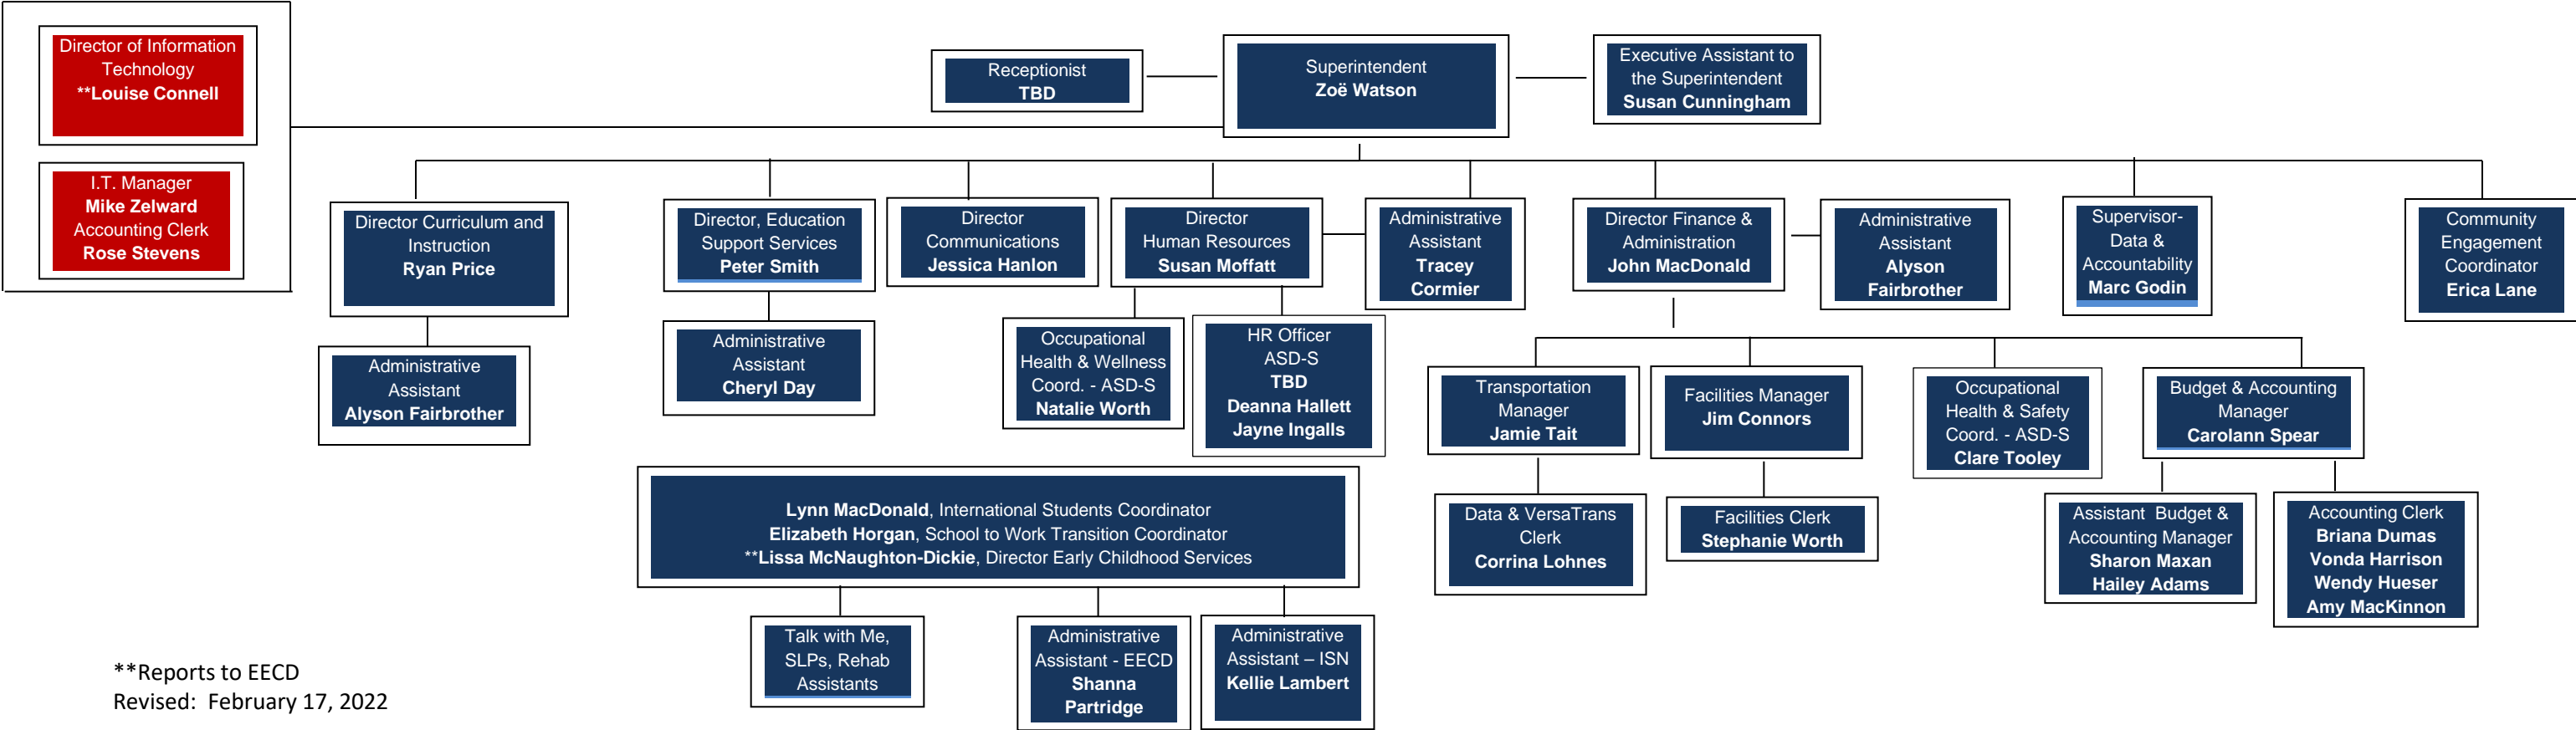 Director of Information
Technology
**Louise Connell
I.T. Manager
Mike Zelward
Accounting Clerk
Rose Stevens
Receptionist
TBD
Superintendent
Zoë Watson
Executive Assistant to
the Superintendent
Susan Cunningham
Director Curriculum and
Instruction
Ryan Price
Administrative
Assistant
Alyson Fairbrother
Director, Education
Support Services
Peter Smith
Administrative
Assistant
Cheryl Day
Director
Communications
Jessica Hanlon
Director
Human Resources
Susan Moffatt
Administrative
Assistant
Tracey
Cormier
Occupational
Health & Wellness
Coord. - ASD-S
Natalie Worth
HR Officer
ASD-S
TBD
Deanna Hallett
Jayne Ingalls
Director Finance &
Administration
John MacDonald
Administrative
Assistant
Alyson
Fairbrother
Supervisor-
Data &
Accountability
Marc Godin
Community
Engagement
Coordinator
Erica Lane
Transportation
Manager
Jamie Tait
Facilities Manager
Jim Connors
Occupational
Health & Safety
Coord. - ASD-S
Clare Tooley
Budget & Accounting
Manager
Carolann Spear
Data & VersaTrans
Clerk
Corrina Lohnes
Facilities Clerk
Stephanie Worth
Assistant Budget &
Accounting Manager
Sharon Maxan
Hailey Adams
Accounting Clerk
Briana Dumas
Vonda Harrison
Wendy Hueser
Amy MacKinnon
Lynn MacDonald, International Students Coordinator
Elizabeth Horgan, School to Work Transition Coordinator
**Lissa McNaughton-Dickie, Director Early Childhood Services
Talk with Me,
SLPs, Rehab
Assistants
Administrative
Assistant - EECD
Shanna
Partridge
Administrative
Assistant – ISN
Kellie Lambert
**Reports to EECD
Revised: February 17, 2022